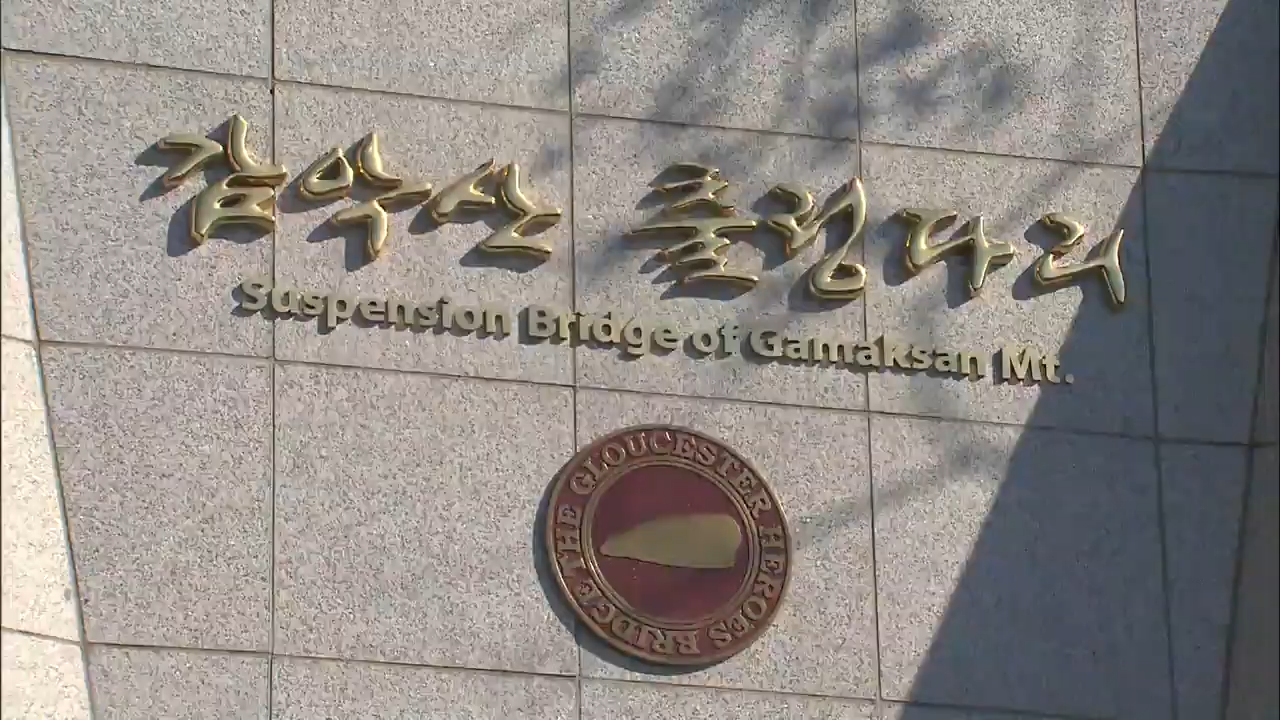 감악산 출렁다리
Suspension Bridge of Gamaksan Mt.
THE GLOUCESTER HEROES BRIDGE